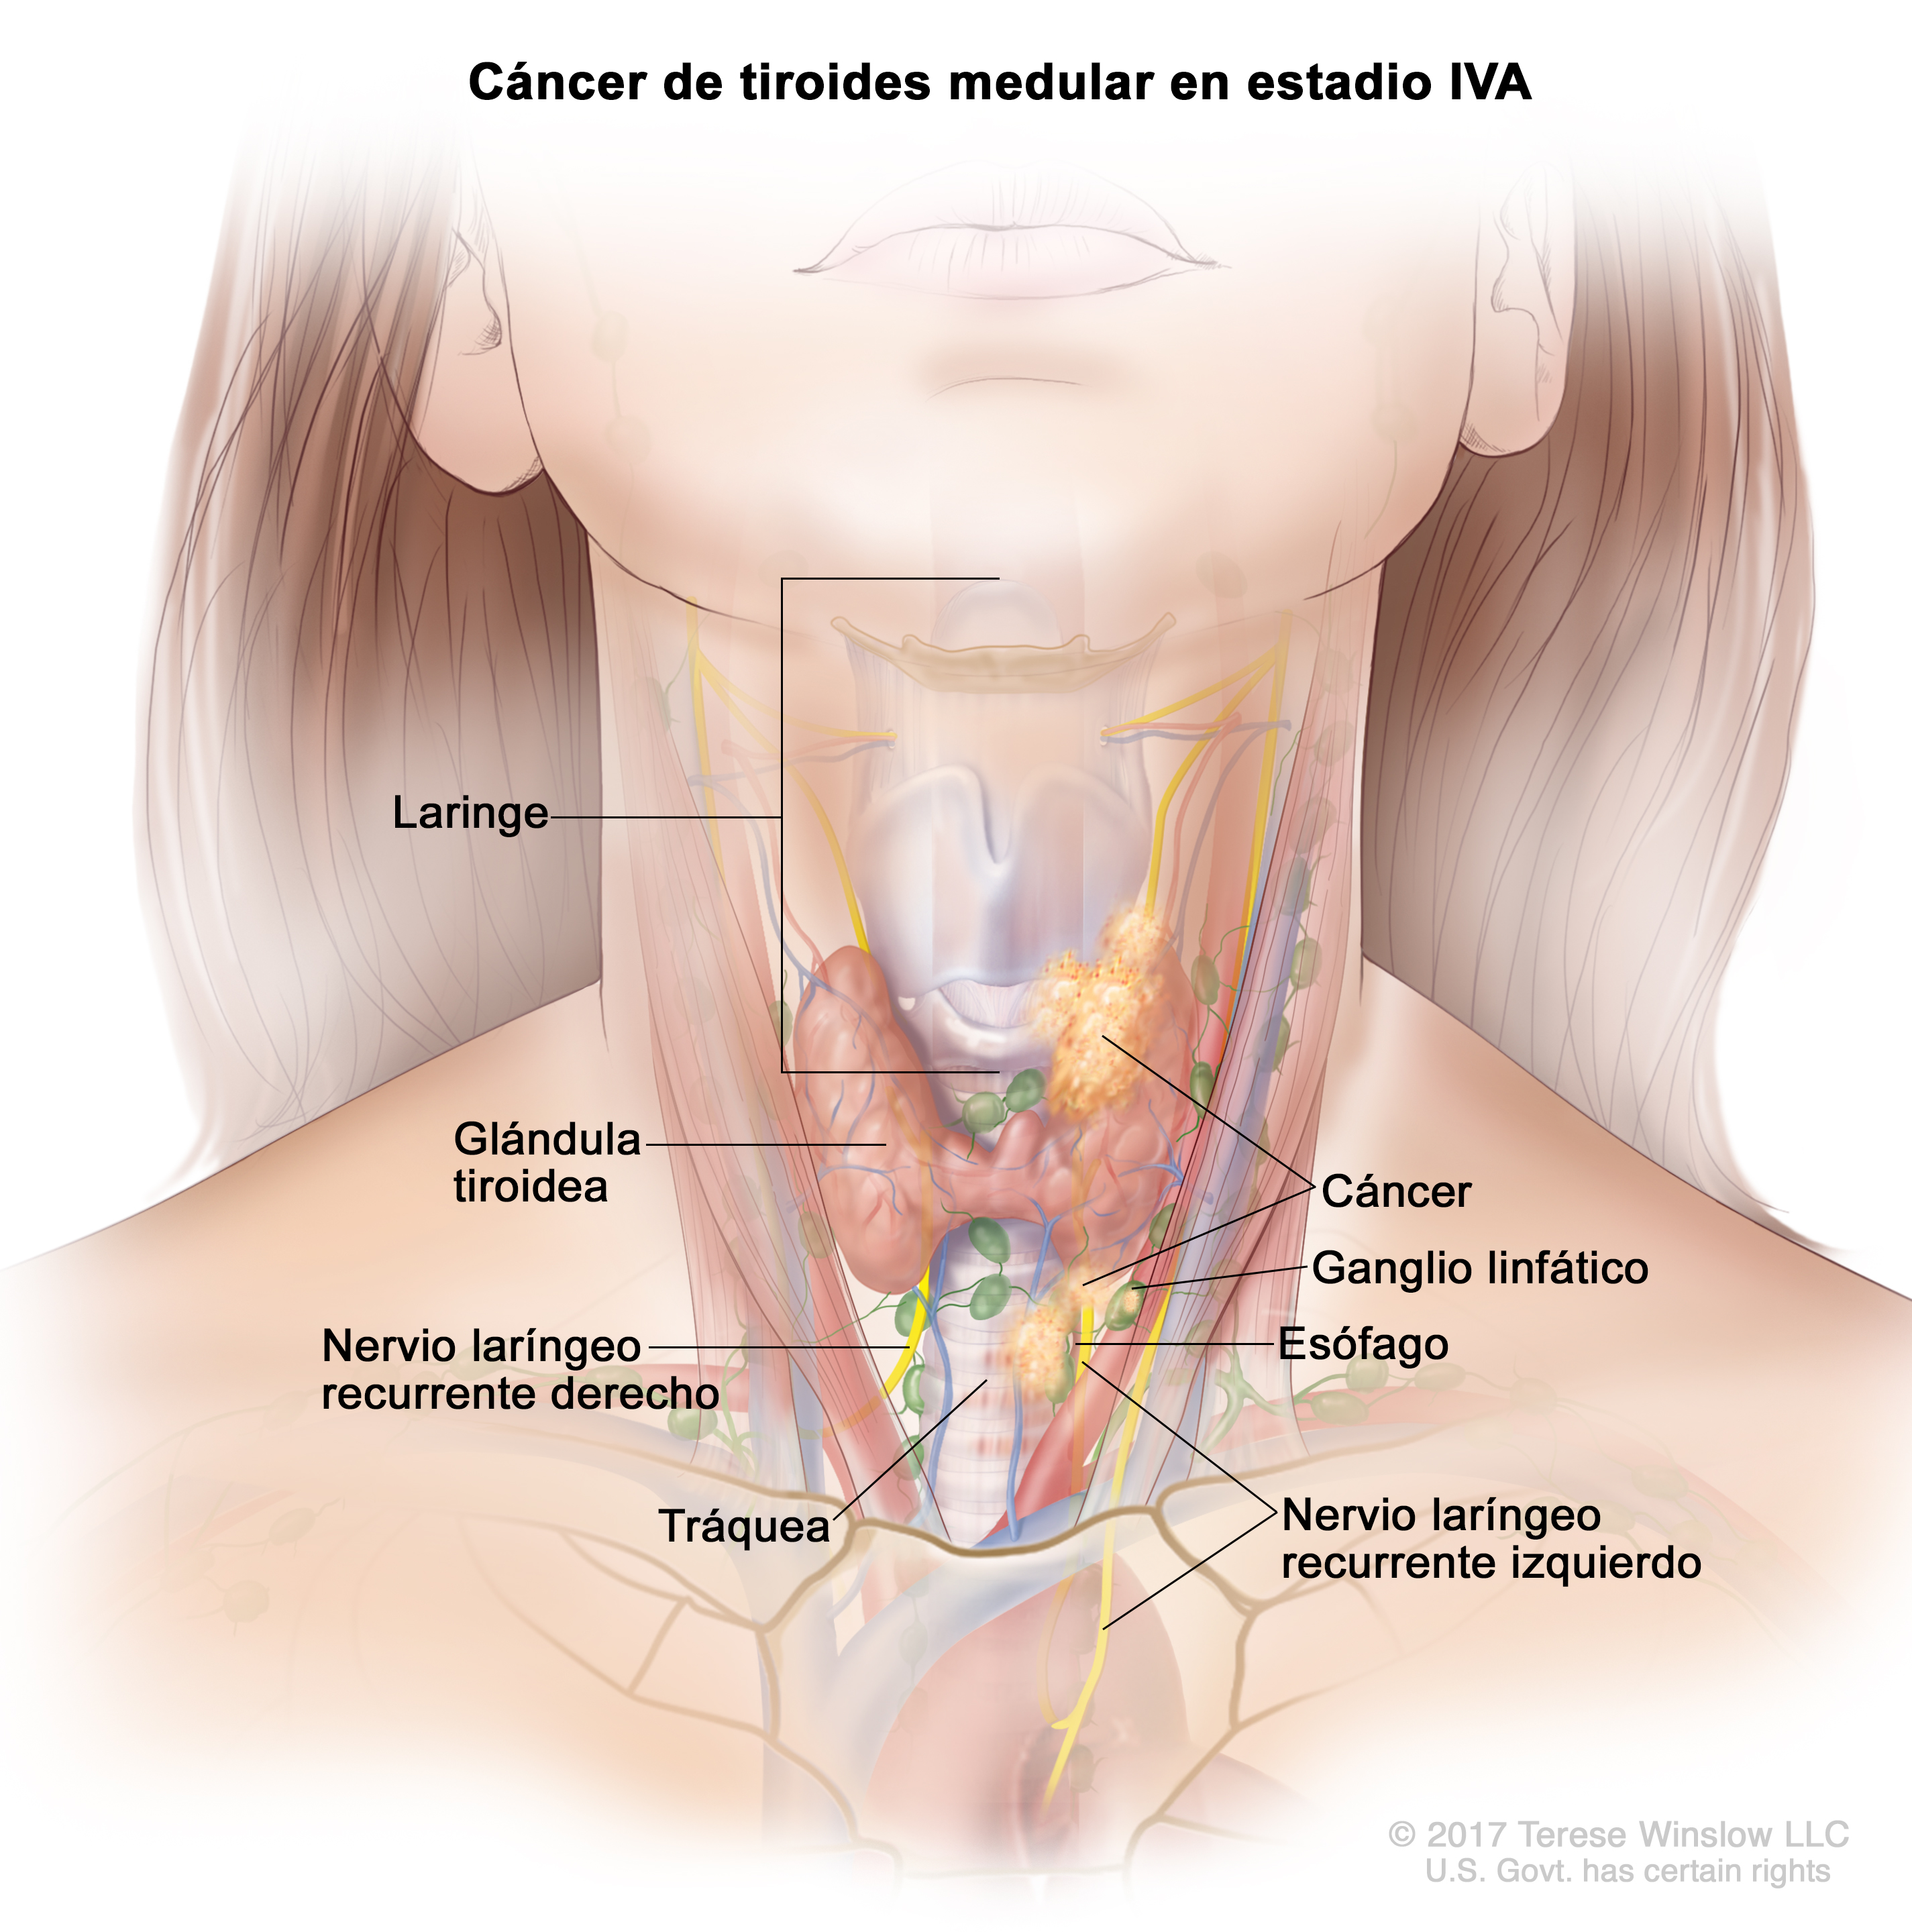 Cáncer de tiroides medular en estadio IVA
Laringe
Glándula
tiroidea
Cáncer
Ganglio linfático
Esófago
Nervio laríngeo
recurrente derecho
Tráquea
Nervio laríngeo
recurrente izquierdo
© 2017 Terese Winslow LLC
U.S. Govt. has certain rights